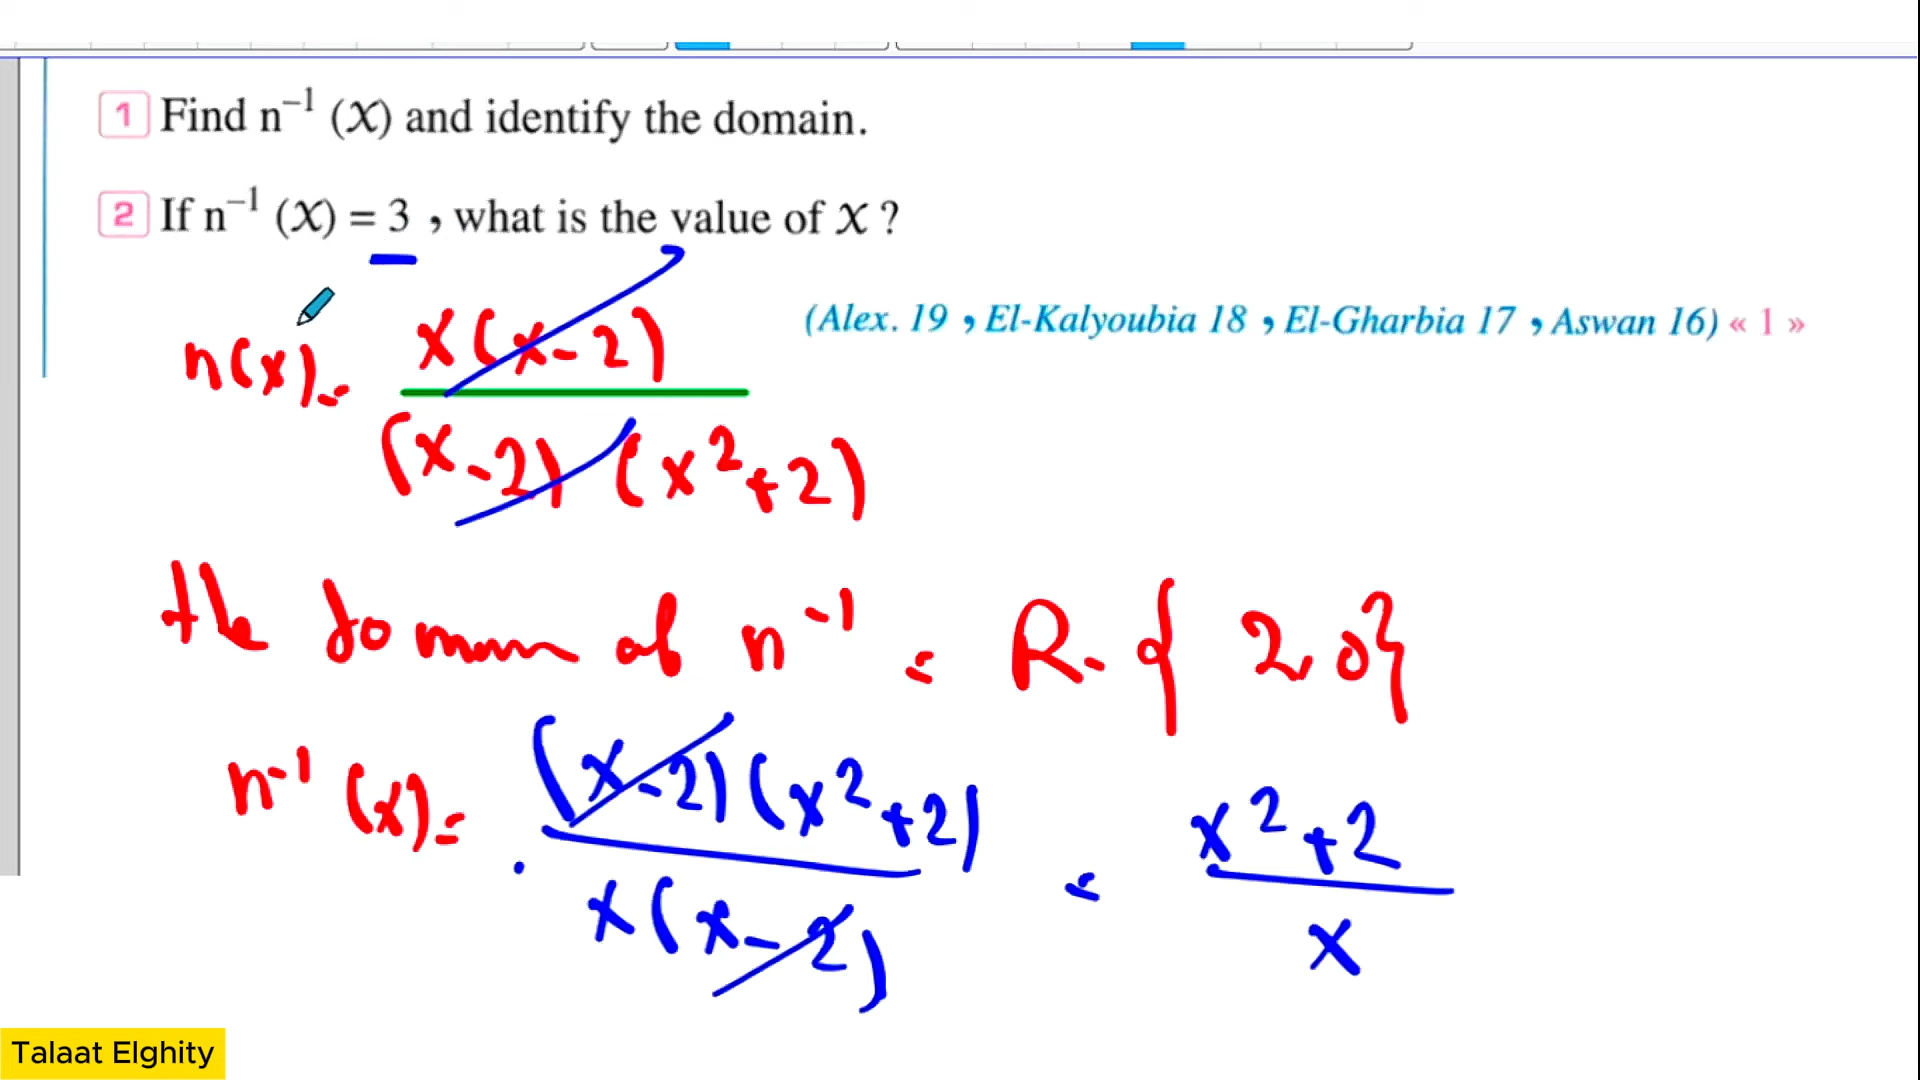 1 Find n⁻¹ (X) and identify the domain.
2 If n⁻¹ (X) = 3 , what is the value of X ?
(Alex. 19 , El-Kalyoubia 18 , El-Gharbia 17 , Aswan 16) « 1 »
n(x) = x(x-2) / (x-2)(x²+2)
the domain of n⁻¹ = R - { 2, 0}
n⁻¹ (x) = (x-2)(x²+2) / x(x-2) = x²+2 / x
Talaat Elghity